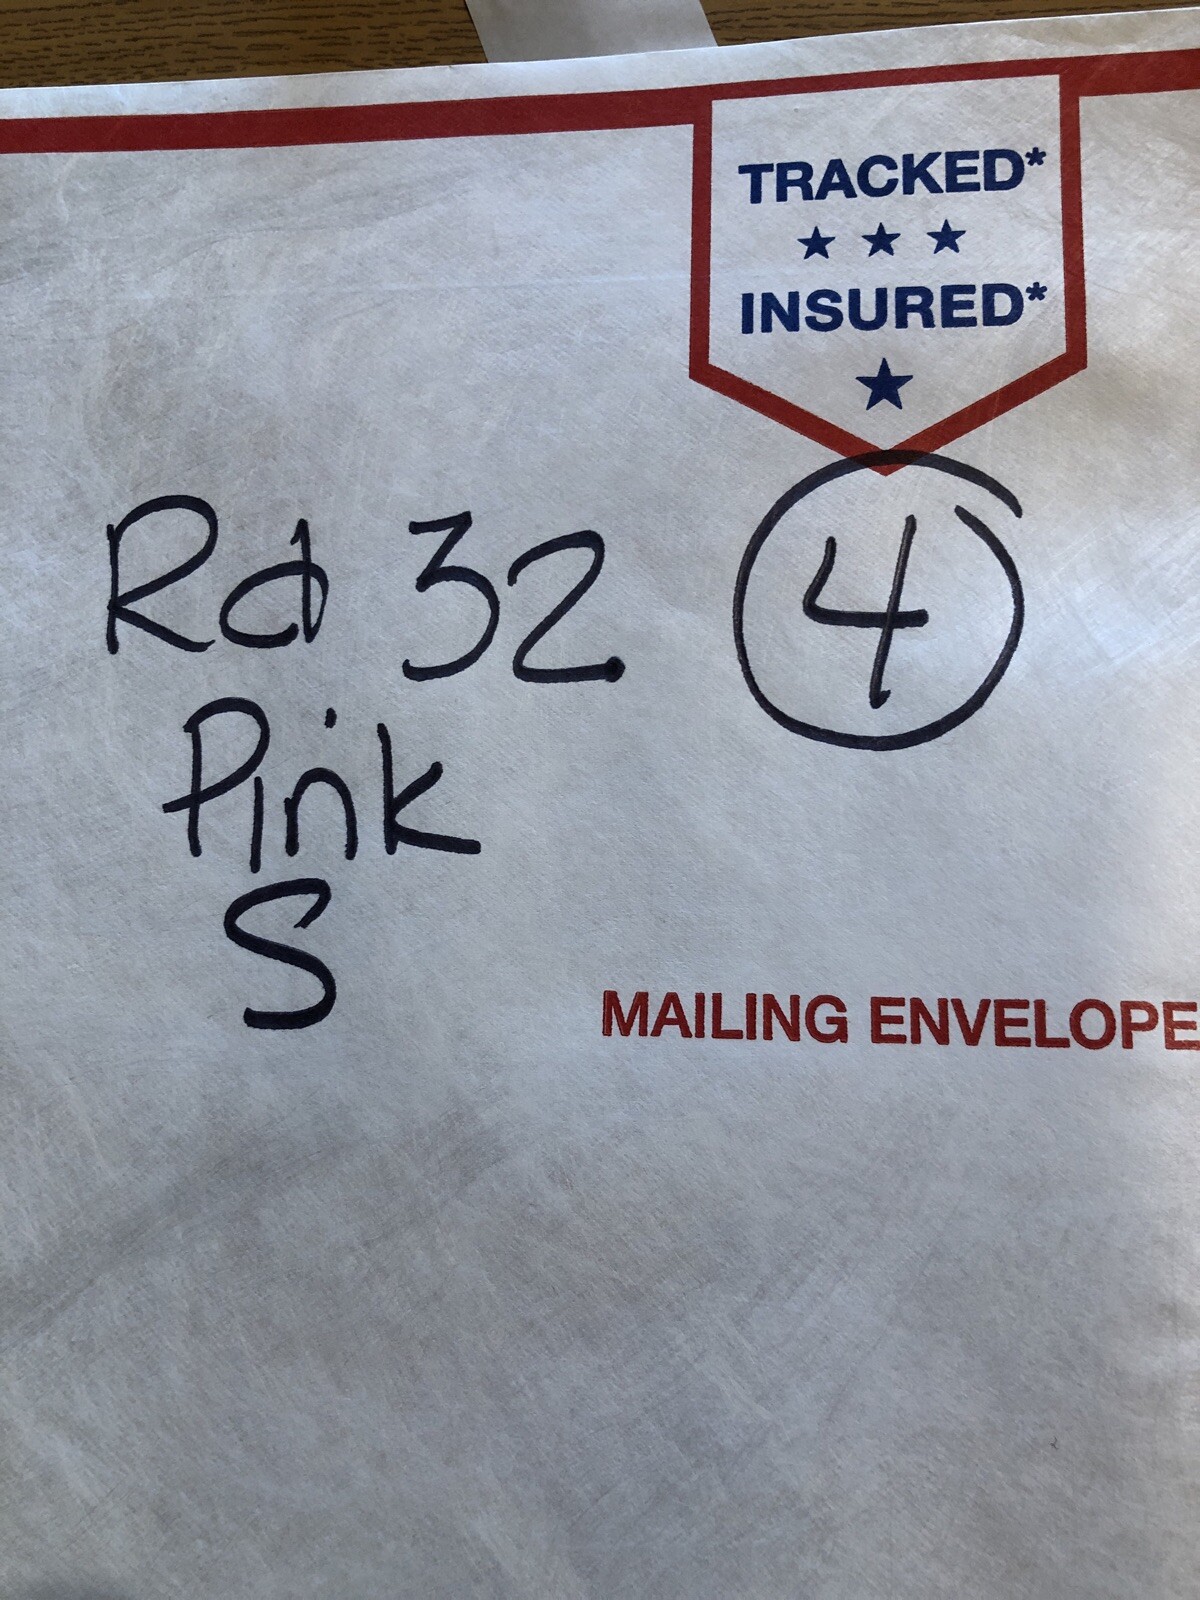 TRACKED*
★ ★ ★
INSURED*
★
Rd 32 4
Pink
S
MAILING ENVELOPE